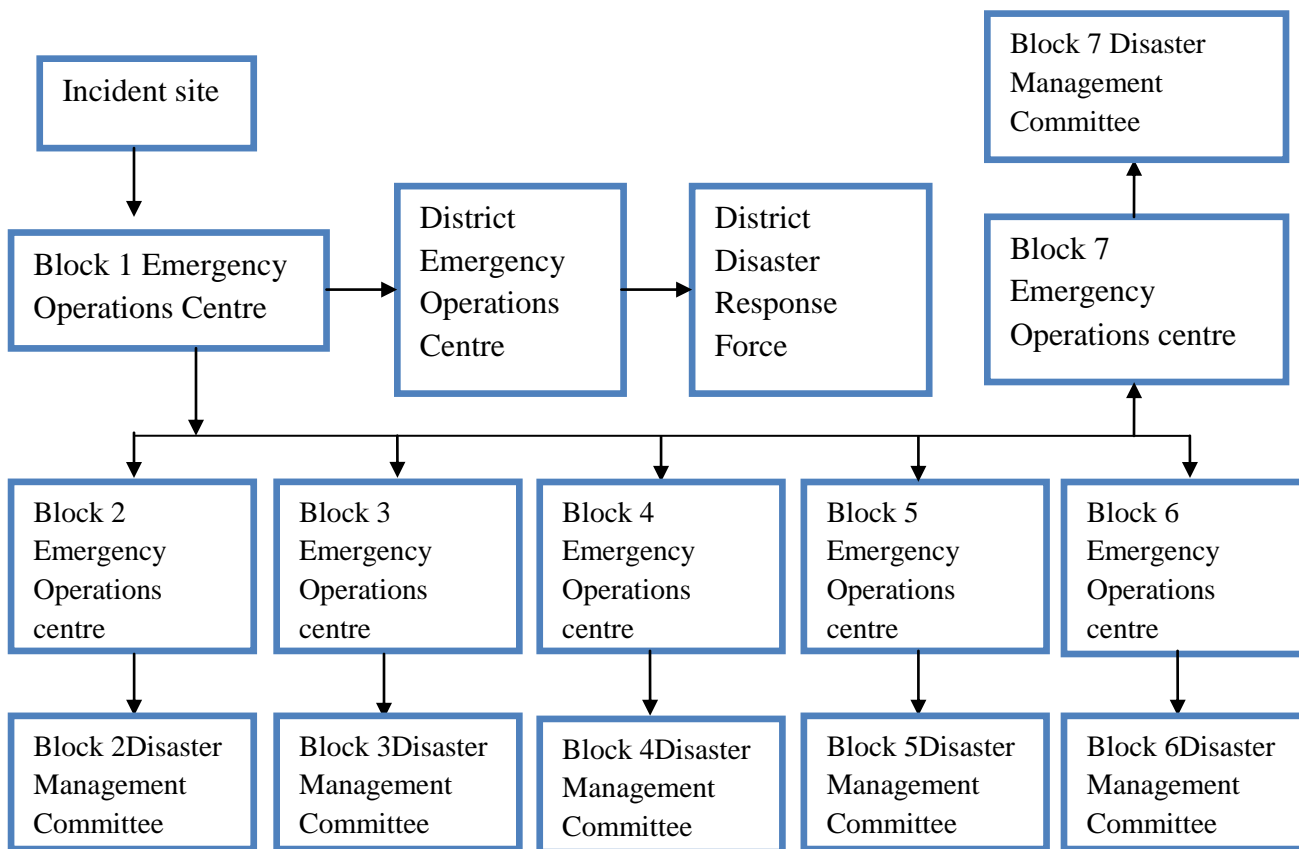 Incident site
Block 7 Disaster
Management
Committee
Block 1 Emergency
Operations Centre
District
Emergency
Operations
Centre
District
Disaster
Response
Force
Block 7
Emergency
Operations centre
Block 2
Emergency
Operations
centre
Block 3
Emergency
Operations
centre
Block 4
Emergency
Operations
centre
Block 5
Emergency
Operations
centre
Block 6
Emergency
Operations
centre
Block 2Disaster
Management
Committee
Block 3Disaster
Management
Committee
Block 4Disaster
Management
Committee
Block 5Disaster
Management
Committee
Block 6Disaster
Management
Committee